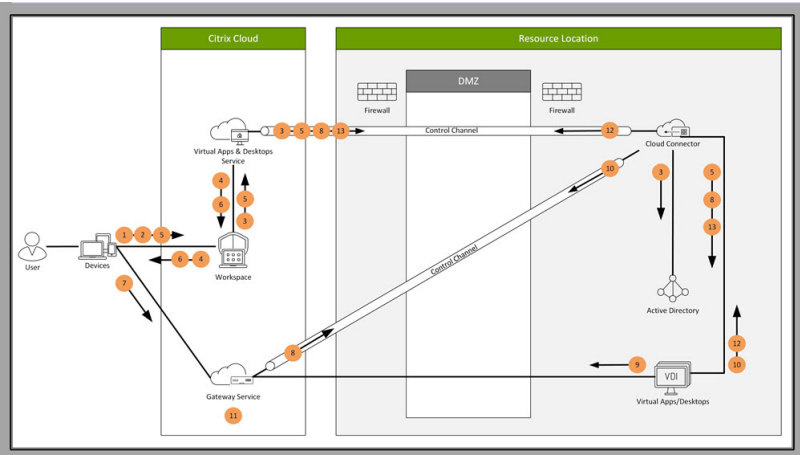 Citrix Cloud
Resource Location
DMZ
Firewall
Firewall
3 5 8 13
Control Channel
12
Virtual Apps & Desktops
Service
Cloud Connector
10
4
6
5
3
3
5
8
13
1 2 5
User
Devices
6 4
Workspace
Control Channel
7
Active Directory
8
12
10
9
VDI
Gateway Service
Virtual Apps/Desktops
11